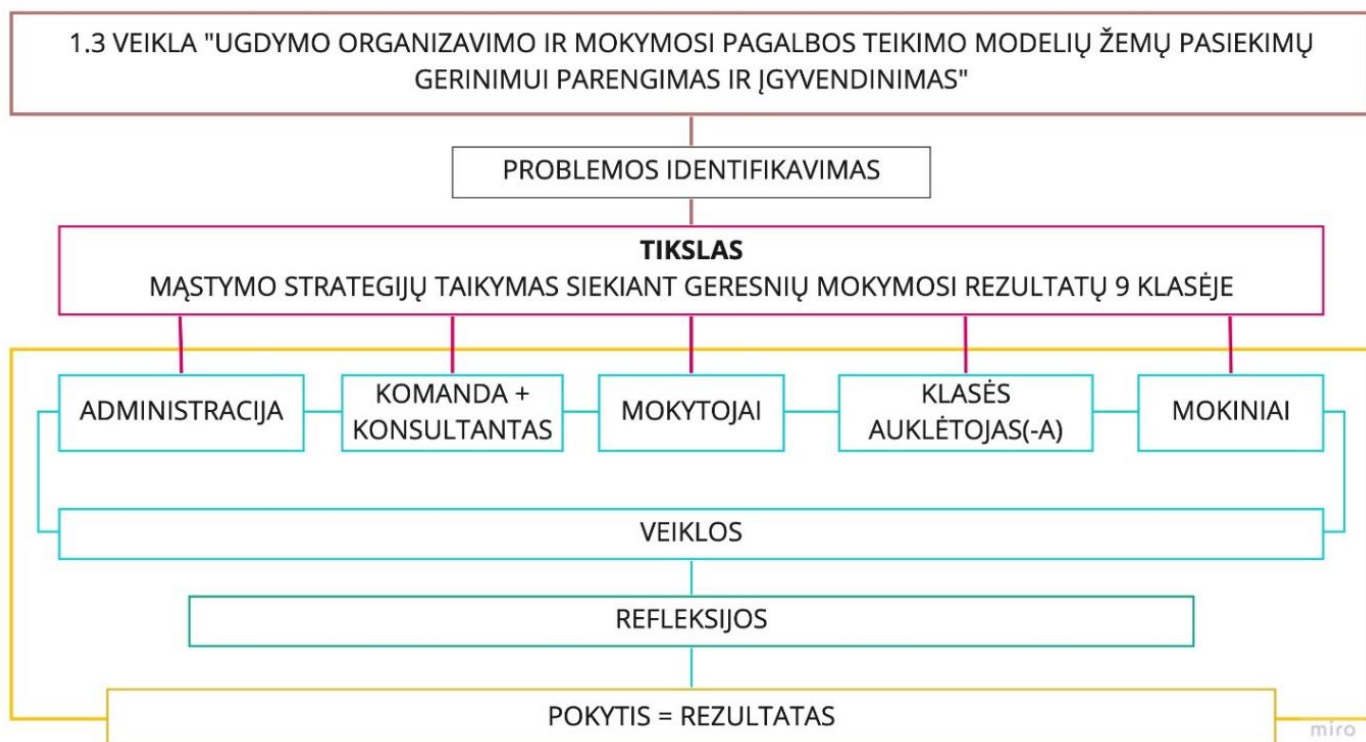 1.3 VEIKLA "UGDYMO ORGANIZAVIMO IR MOKYMOSI PAGALBOS TEIKIMO MODELIŲ ŽEMŲ PASIEKIMŲ
GERINIMUI PARENGIMAS IR ĮGYVENDINIMAS"
PROBLEMOS IDENTIFIKAVIMAS
TIKSLAS
MĄSTYMO STRATEGIJŲ TAIKYMAS SIEKIANT GERESNIŲ MOKYMOSI REZULTATŲ 9 KLASĖJE
ADMINISTRACIJA
KOMANDA +
KONSULTANTAS
MOKYTOJAI
KLASĖS
AUKLĖTOJAS(-A)
MOKINIAI
VEIKLOS
REFLEKSIJOS
POKYTIS = REZULTATAS
miro